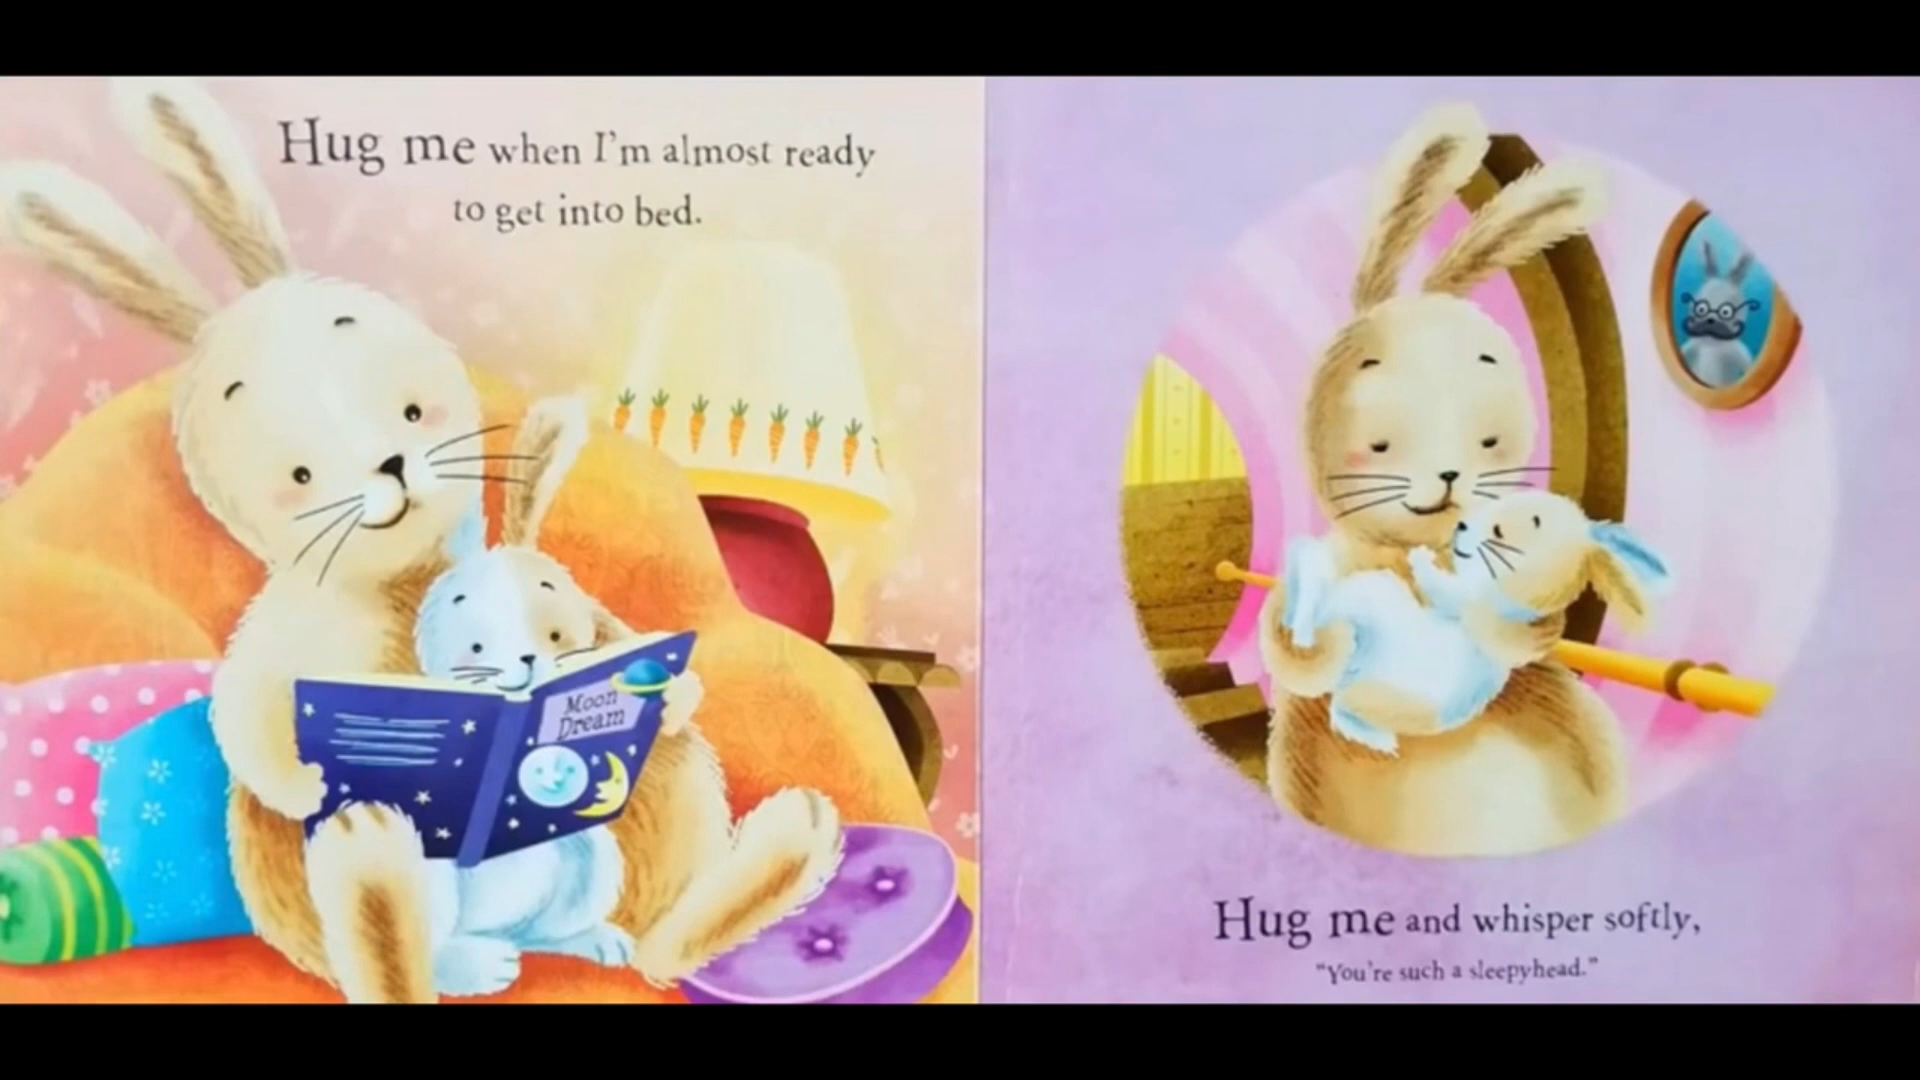 Hug me when I'm almost ready
to get into bed.
Moon
Dream
Hug me and whisper softly,
"You're such a sleepyhead."